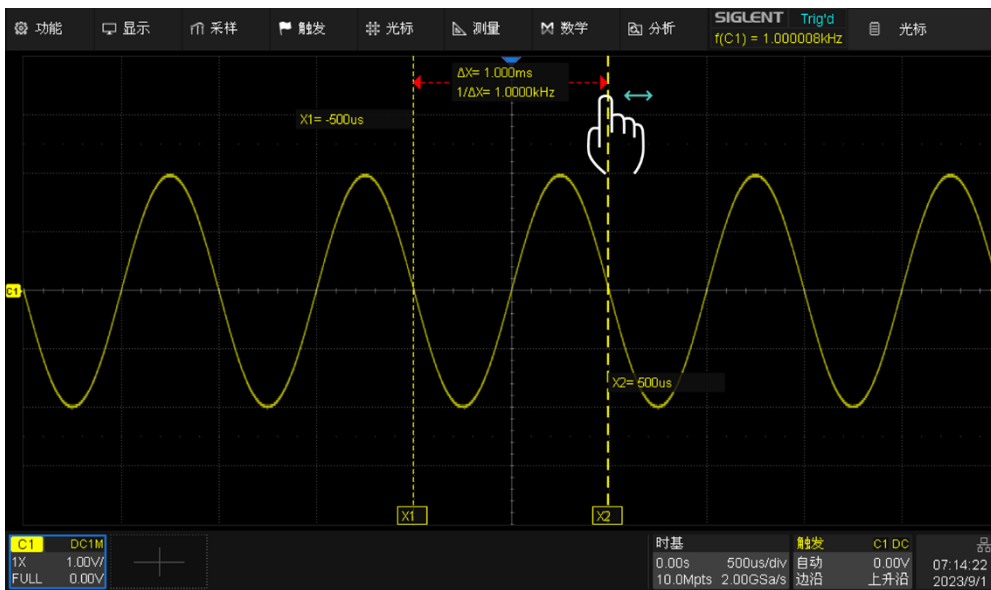 功能 显示 采样 触发 光标 测量 数学 分析 SIGLENT Trig'd 光标
f(C1) = 1.000008kHz
ΔX= 1.000ms
1/ΔX= 1.0000kHz
X1= -500us
C1
X2= 500us
X1 X2
C1 DC1M 时基 触发 C1 DC
1X 1.00V/ 0.00s 500us/div 自动 0.00V 07:14:22
FULL 0.00V 10.0Mpts 2.00GSa/s 边沿 上升沿 2023/9/1